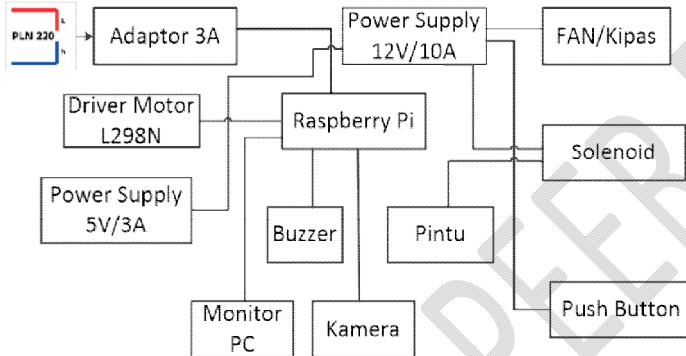 L
PLN 220
N
Adaptor 3A
Power Supply
12V/10A
FAN/Kipas
Driver Motor
L298N
Raspberry Pi
Solenoid
Power Supply
5V/3A
Buzzer
Pintu
Monitor
PC
Kamera
Push Button
PEER